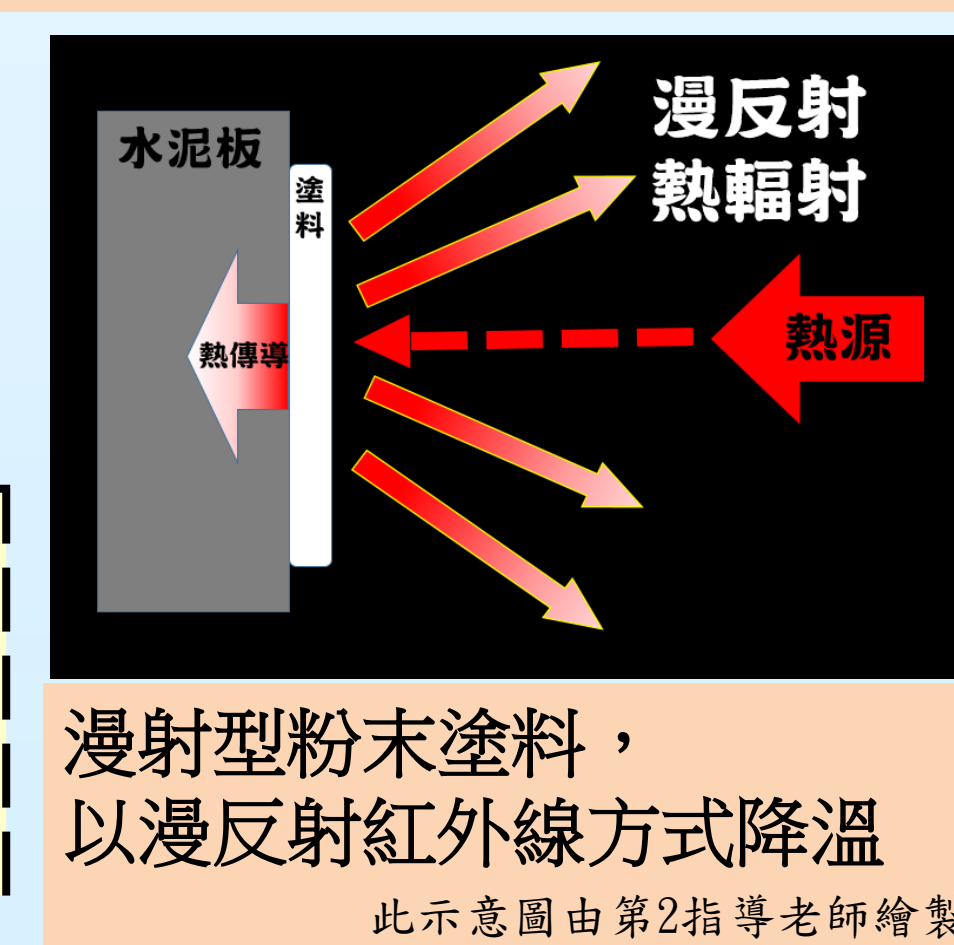 水泥板
塗
料
漫反射
熱輻射
熱源
熱傳導
漫射型粉末塗料，
以漫反射紅外線方式降溫
此示意圖由第2指導老師繪製